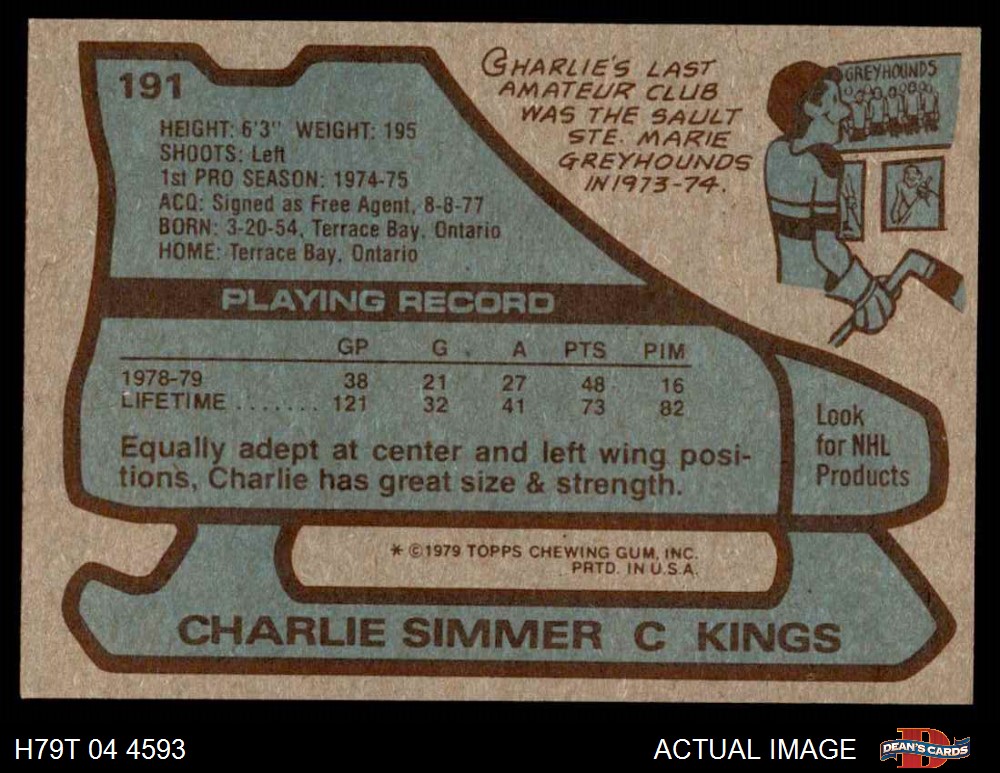 191
HEIGHT: 6'3" WEIGHT: 195
SHOOTS: Left
1st PRO SEASON: 1974-75
ACQ: Signed as Free Agent, 8-8-77
BORN: 3-20-54, Terrace Bay, Ontario
HOME: Terrace Bay, Ontario
CHARLIE'S LAST
AMATEUR CLUB
WAS THE SAULT
STE. MARIE
GREYHOUNDS
IN 1973-74.
GREYHOUNDS
PLAYING RECORD
GP G A PTS PIM
1978-79 38 21 27 48 16
LIFETIME ....... 121 32 41 73 82
Equally adept at center and left wing posi-
tions, Charlie has great size & strength.
Look
for NHL
Products
* ©1979 TOPPS CHEWING GUM, INC.
PRTD. IN U.S.A.
CHARLIE SIMMER C KINGS
H79T 04 4593
ACTUAL IMAGE
DEAN'S CARDS